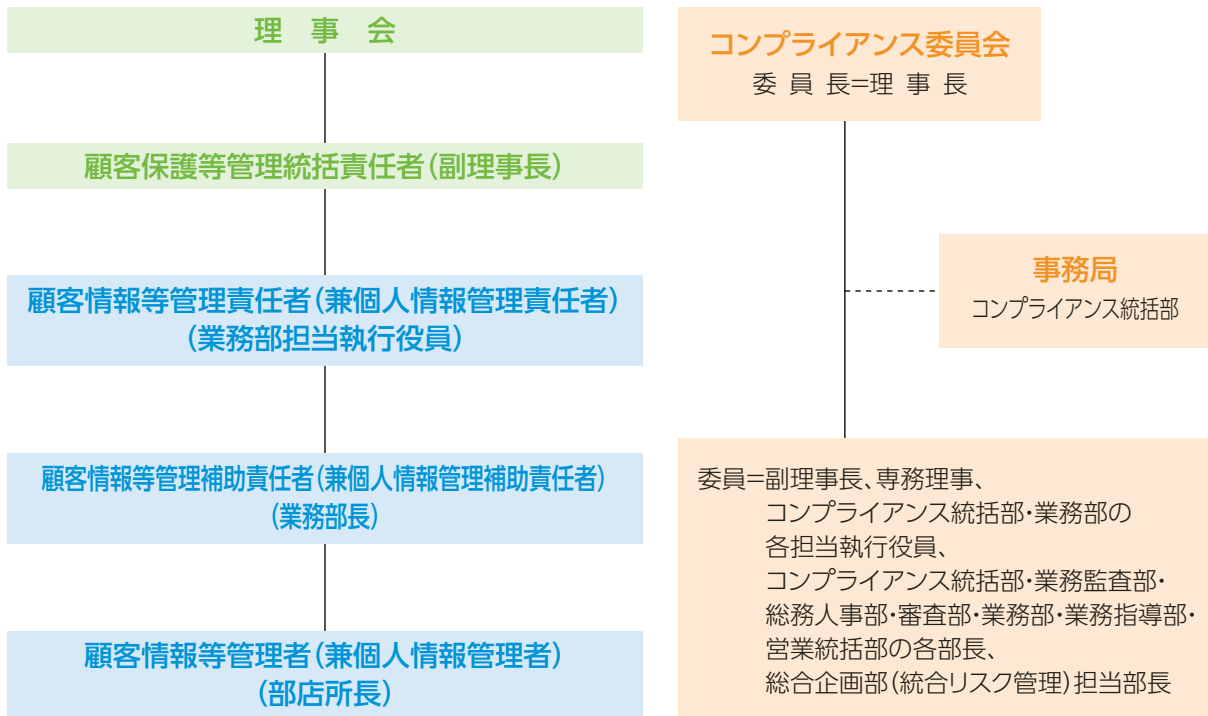 理 事 会
顧客保護等管理統括責任者(副理事長)
顧客情報等管理責任者(兼個人情報管理責任者)
(業務部担当執行役員)
顧客情報等管理補助責任者(兼個人情報管理補助責任者)
(業務部長)
顧客情報等管理者(兼個人情報管理者)
(部店所長)
コンプライアンス委員会
委 員 長=理 事 長
事務局
コンプライアンス統括部
委員=副理事長、専務理事、
コンプライアンス統括部・業務部の
各担当執行役員、
コンプライアンス統括部・業務監査部・
総務人事部・審査部・業務部・業務指導部・
営業統括部の各部長、
総合企画部(統合リスク管理)担当部長